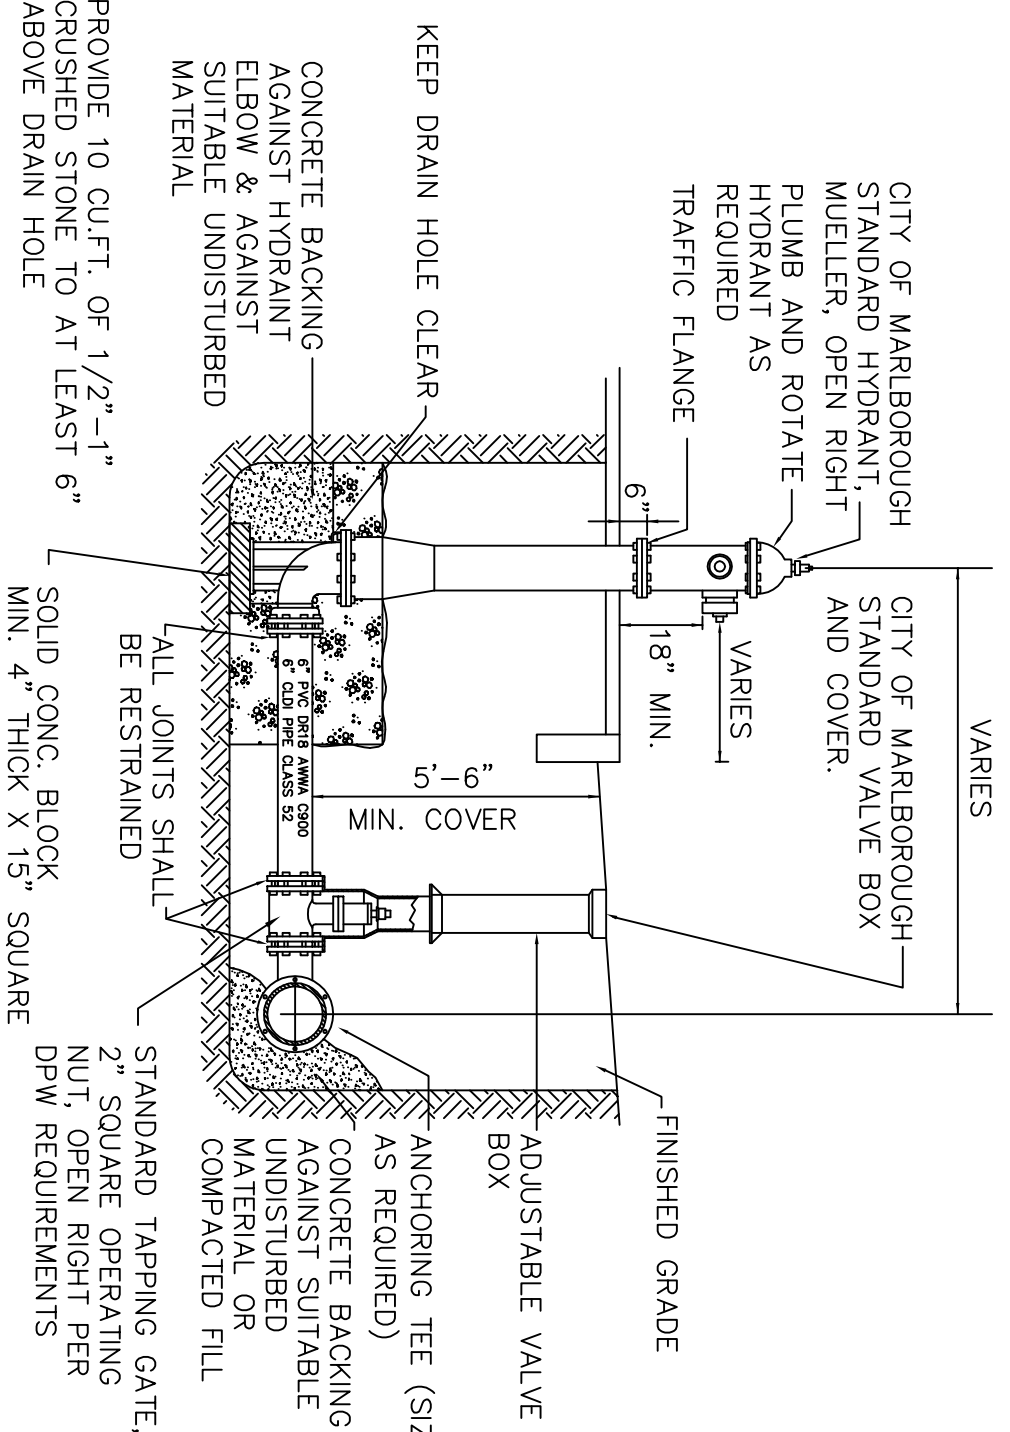 VARIES
CITY OF MARLBOROUGH
STANDARD HYDRANT,
MUELLER, OPEN RIGHT
PLUMB AND ROTATE
HYDRANT AS
REQUIRED
TRAFFIC FLANGE
CITY OF MARLBOROUGH
STANDARD VALVE BOX
AND COVER.
VARIES
18" MIN.
6"
FINISHED GRADE
ADJUSTABLE VALVE
BOX
KEEP DRAIN HOLE CLEAR
5'-6"
MIN. COVER
ANCHORING TEE (SIZ
AS REQUIRED)
CONCRETE BACKING
AGAINST HYDRAINT
ELBOW & AGAINST
SUITABLE UNDISTURBED
MATERIAL
6" PVC DR18 AWWA C900
6" CLDI PIPE CLASS 52
CONCRETE BACKING
AGAINST SUITABLE
UNDISTURBED
MATERIAL OR
COMPACTED FILL
ALL JOINTS SHALL
BE RESTRAINED
STANDARD TAPPING GATE,
2" SQUARE OPERATING
NUT, OPEN RIGHT PER
DPW REQUIREMENTS
PROVIDE 10 CU.FT. OF 1/2"-1"
CRUSHED STONE TO AT LEAST 6"
ABOVE DRAIN HOLE
SOLID CONC. BLOCK
MIN. 4" THICK X 15" SQUARE